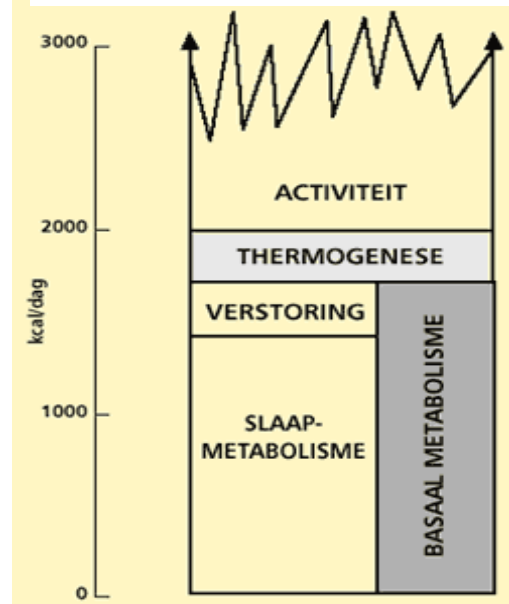 3000
2000
1000
0
kcal/dag
ACTIVITEIT
THERMOGENESE
VERSTORING
SLAAP-
METABOLISME
BASAAL METABOLISME